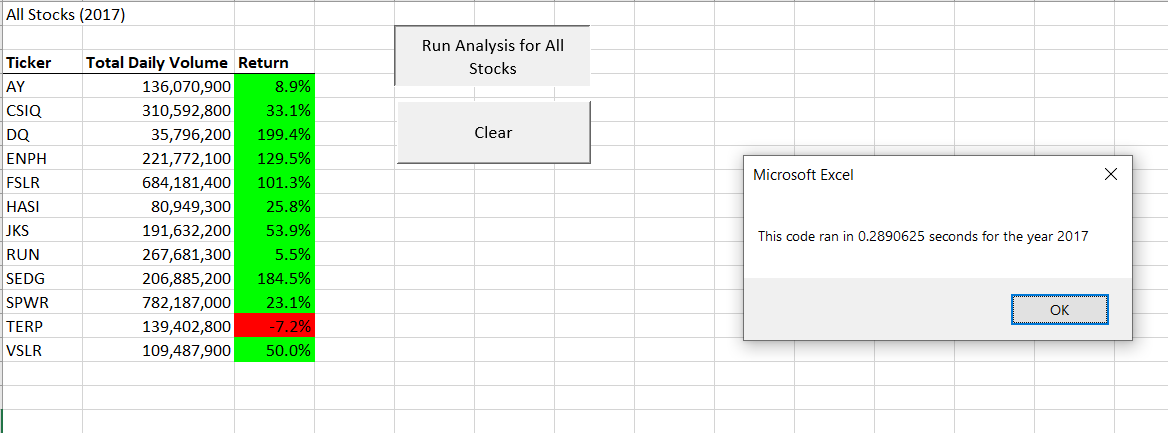 All Stocks (2017)
Run Analysis for All
Stocks
Ticker Total Daily Volume Return
AY 136,070,900 8.9%
CSIQ 310,592,800 33.1%
DQ 35,796,200 199.4%
ENPH 221,772,100 129.5%
FSLR 684,181,400 101.3%
HASI 80,949,300 25.8%
JKS 191,632,200 53.9%
RUN 267,681,300 5.5%
SEDG 206,885,200 184.5%
SPWR 782,187,000 23.1%
TERP 139,402,800 -7.2%
VSLR 109,487,900 50.0%
Clear
Microsoft Excel
This code ran in 0.2890625 seconds for the year 2017
OK